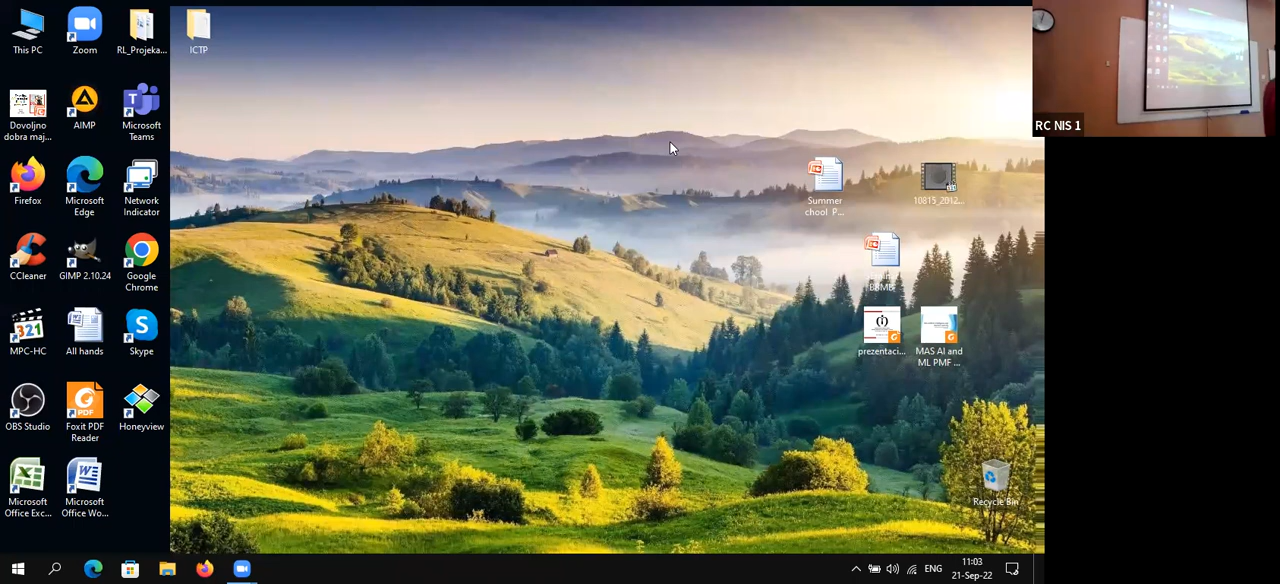 This PC
Zoom
RL_Projeka...
ICTP
RC NIS 1
Dovoljno
dobra maj...
AIMP
Microsoft
Teams
Firefox
Microsoft
Edge
Network
Indicator
Summer
chool P...
10815_2012...
CCleaner
GIMP 2.10.24
Google
Chrome
321
MPC-HC
All hands
Skype
prezentaci...
MAS AI and
ML PMF ...
OBS Studio
PDF
Foxit PDF
Reader
Honeyview
Microsoft
Office Exc...
Microsoft
Office Wo...
Recycle Bin
ENG
11:03
21-Sep-22